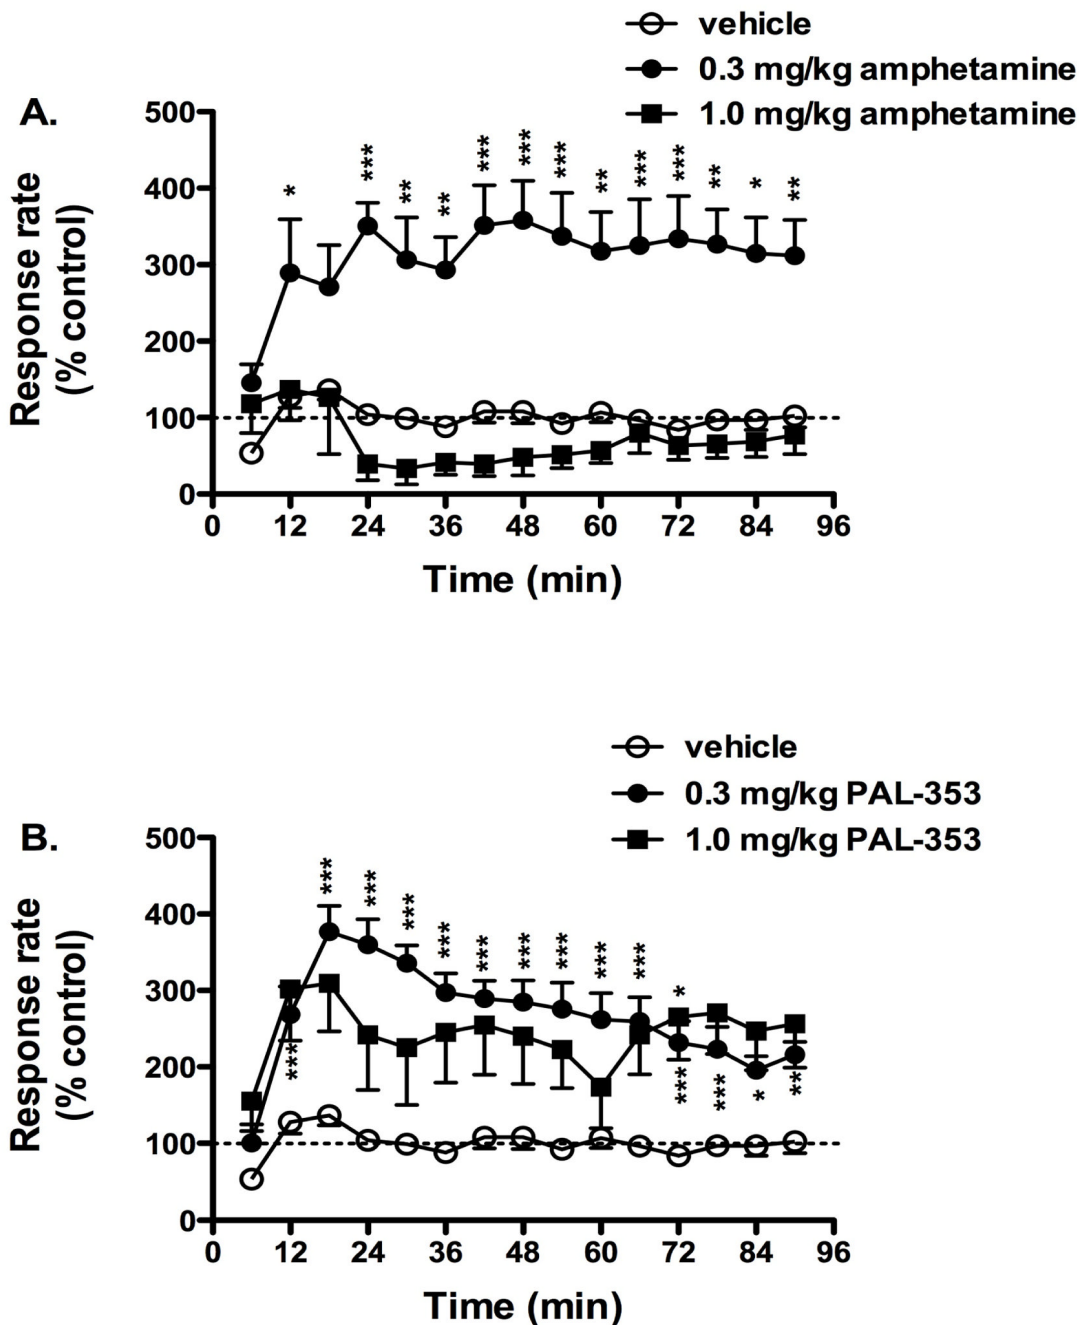 vehicle
0.3 mg/kg amphetamine
1.0 mg/kg amphetamine
A.
Response rate
(% control)
500
400
300
200
100
0
* *** ** ** *** *** *** ** *** *** ** * **
0 12 24 36 48 60 72 84 96
Time (min)
vehicle
0.3 mg/kg PAL-353
1.0 mg/kg PAL-353
B.
Response rate
(% control)
500
400
300
200
100
0
*** *** *** *** *** *** *** *** *** *
*** *** *** * **
0 12 24 36 48 60 72 84 96
Time (min)